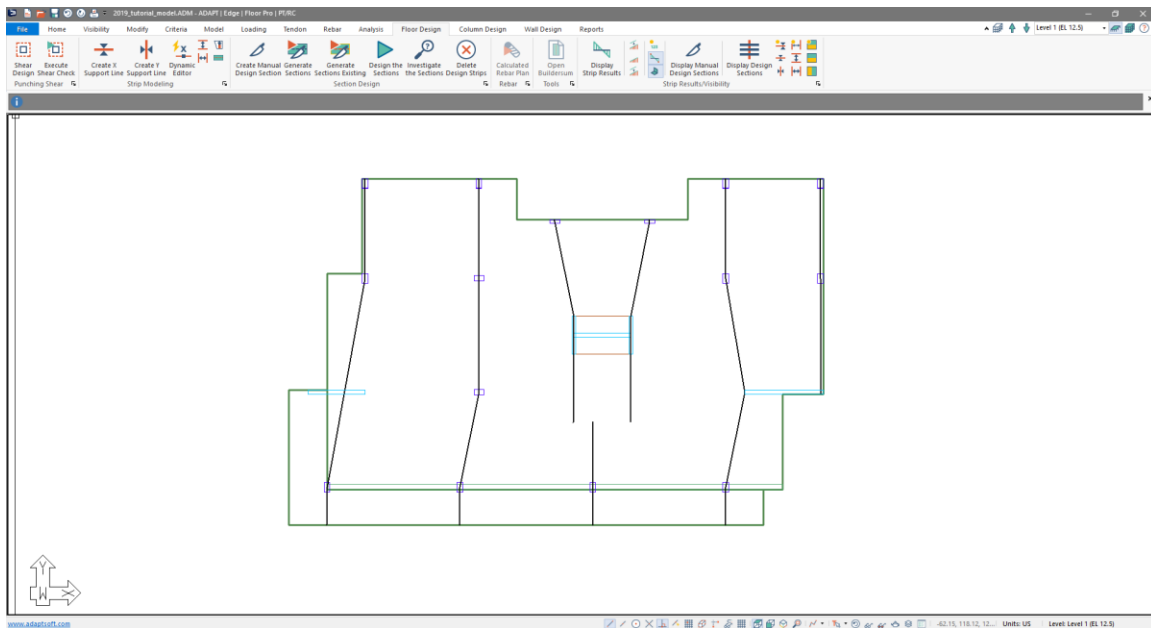 2019_tutorial_model.ADM - ADAPT | Edge | Floor Pro | PT/RC
File Home Visibility Modify Criteria Model Loading Tendon Rebar Analysis Floor Design Column Design Wall Design Reports Level 1 (EL 12.5)
Shear Execute Create X Create Y Dynamic Create Manual Generate Generate Design the Investigate Delete Calculated Open Display Display Manual Display Design
Design Shear Check Support Line Support Line Editor Design Section Sections Sections Existing Sections the Sections Design Strips Rebar Plan Buildersum Strip Results Design Sections Sections
Punching Shear Strip Modeling Section Design Rebar Tools Strip Results/Visibility
Y
W X
www.adaptsoft.com -62.15, 118.12, 12... Units: US Level: Level 1 (EL 12.5)